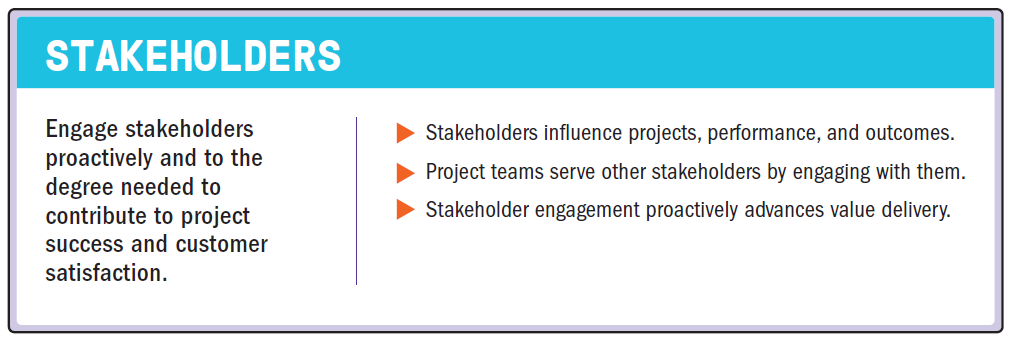 STAKEHOLDERS
Engage stakeholders
proactively and to the
degree needed to
contribute to project
success and customer
satisfaction.
Stakeholders influence projects, performance, and outcomes.
Project teams serve other stakeholders by engaging with them.
Stakeholder engagement proactively advances value delivery.